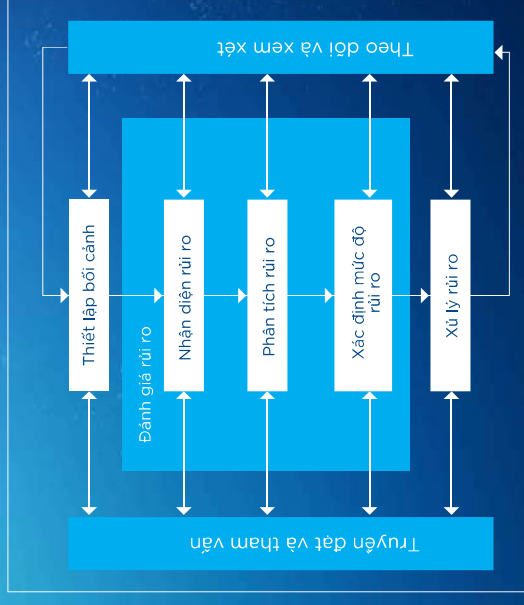 Theo dõi và xem xét
Thiết lập bối cảnh
Đánh giá rủi ro
Nhận diện rủi ro
Phân tích rủi ro
Xác định mức độ
rủi ro
Xử lý rủi ro
Truyền đạt và tham vấn